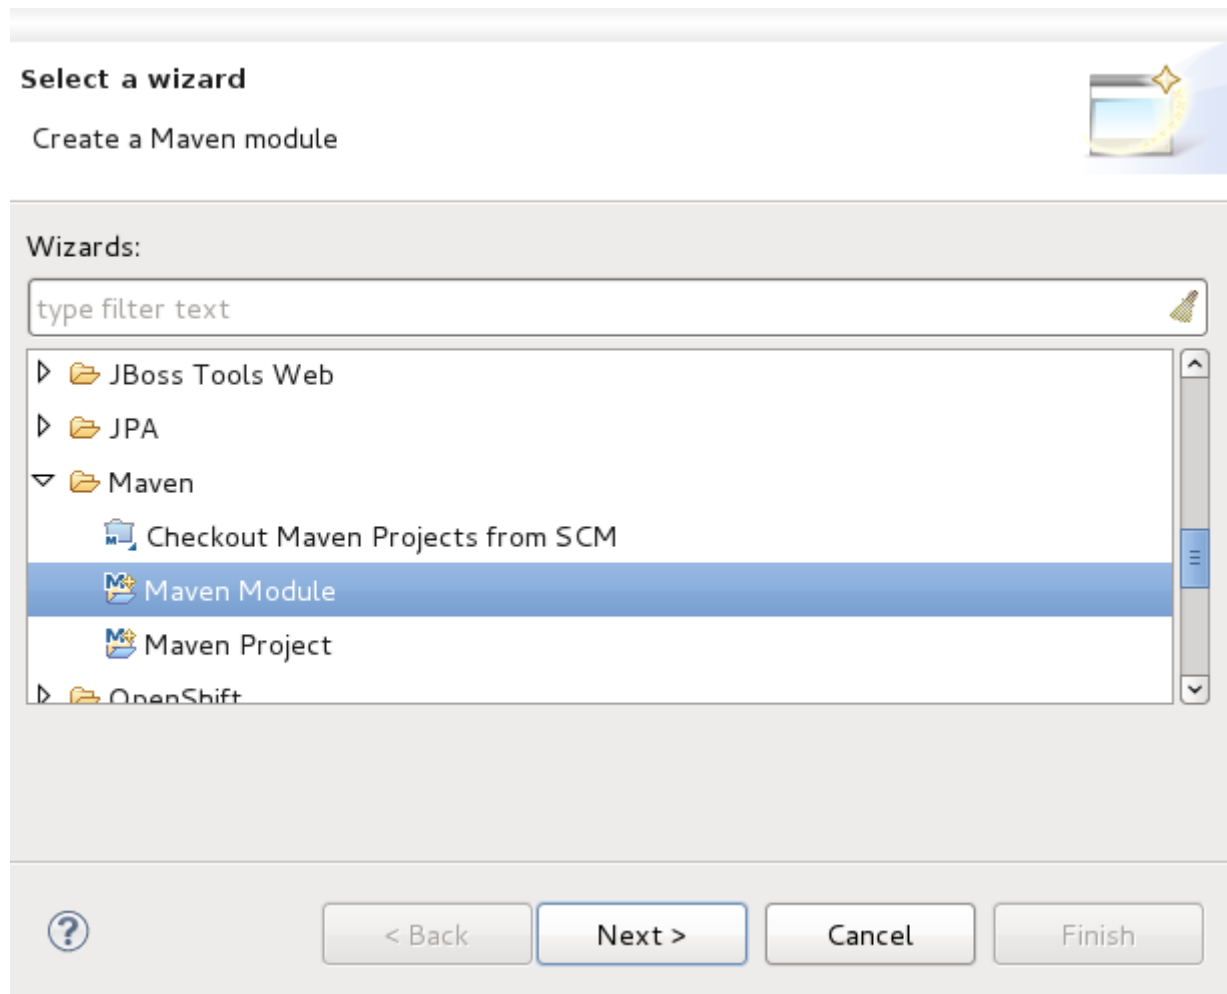 Select a wizard
Create a Maven module
Wizards:
type filter text
JBoss Tools Web
JPA
Maven
Checkout Maven Projects from SCM
Maven Module
Maven Project
OpenShift
< Back Next > Cancel Finish